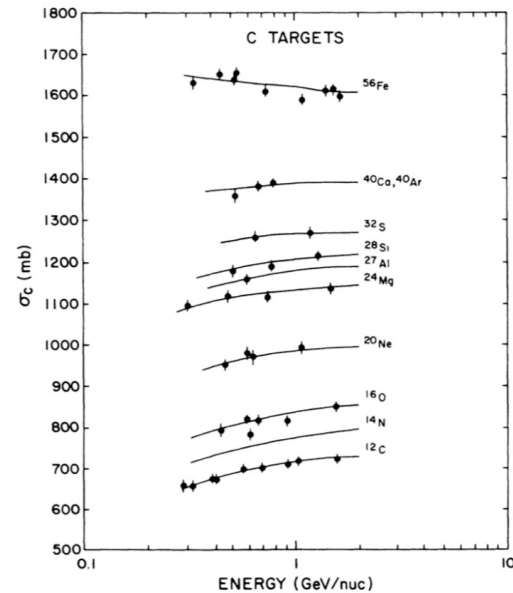 C TARGETS
1800
1700
1600
1500
1400
1300
1200
1100
1000
900
800
700
600
500
σc (mb)
⁵⁶Fe
⁴⁰Ca, ⁴⁰Ar
³²S
²⁸Si
²⁷Al
²⁴Mg
²⁰Ne
¹⁶O
¹⁴N
¹²C
0.1
1
10
ENERGY (GeV/nuc)